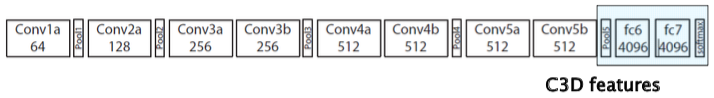 Conv1a
64
Pool1
Conv2a
128
Pool2
Conv3a
256
Conv3b
256
Pool3
Conv4a
512
Conv4b
512
Pool4
Conv5a
512
Conv5b
512
Pool5
fc6
4096
fc7
4096
softmax
C3D features